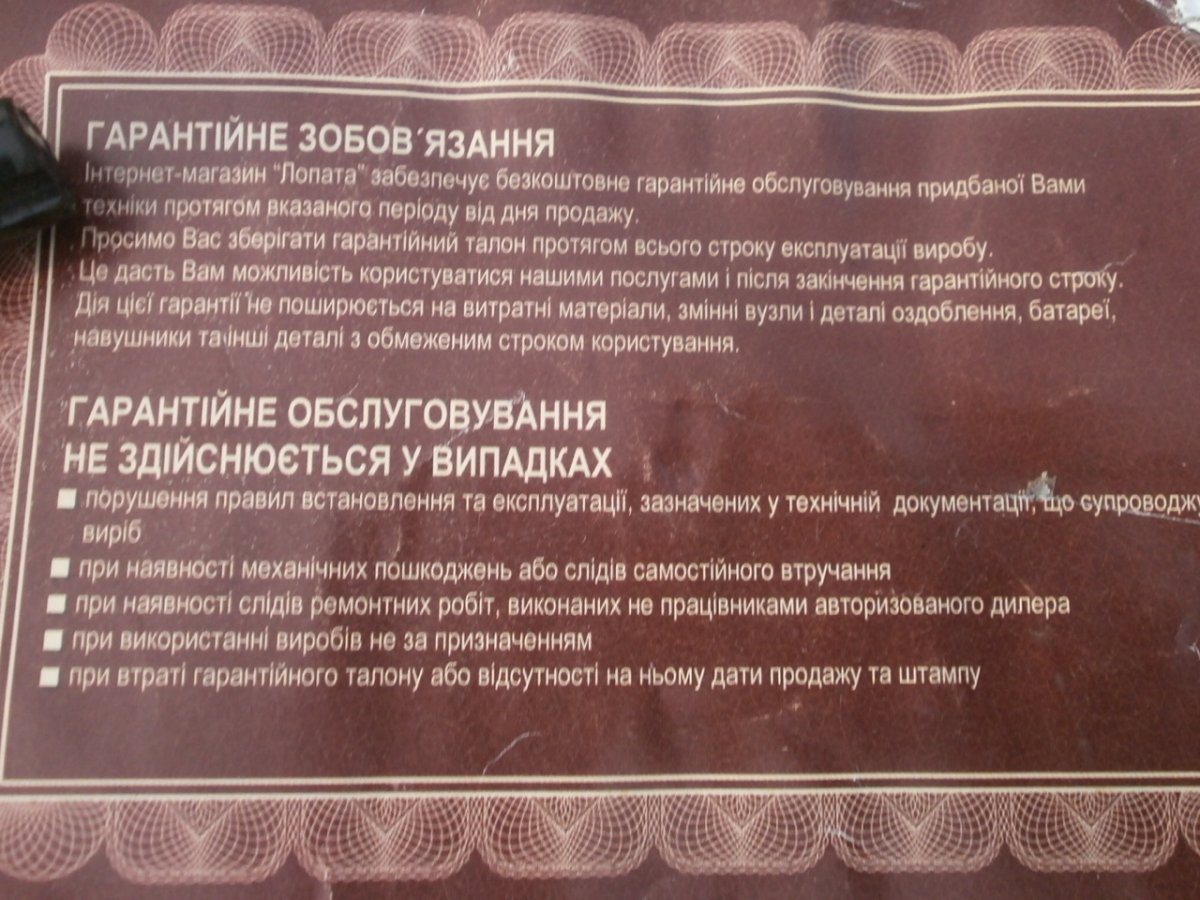 ГАРАНТІЙНЕ ЗОБОВ´ЯЗАННЯ
Інтернет-магазин “Лопата” забезпечує безкоштовне гарантійне обслуговування придбаної Вами
техніки протягом вказаного періоду від дня продажу.
Просимо Вас зберігати гарантійний талон протягом всього строку експлуатації виробу.
Це дасть Вам можливість користуватися нашими послугами і після закінчення гарантійного строку.
Дія цієї гарантії не поширюється на витратні матеріали, змінні вузли і деталі оздоблення, батареї,
навушники та інші деталі з обмеженим строком користування.
ГАРАНТІЙНЕ ОБСЛУГОВУВАННЯ
НЕ ЗДІЙСНЮЄТЬСЯ У ВИПАДКАХ
■ порушення правил встановлення та експлуатації, зазначених у технічній документації, що супроводжу
виріб
■ при наявності механічних пошкоджень або слідів самостійного втручання
■ при наявності слідів ремонтних робіт, виконаних не працівниками авторизованого дилера
■ при використанні виробів не за призначенням
■ при втраті гарантійного талону або відсутності на ньому дати продажу та штампу